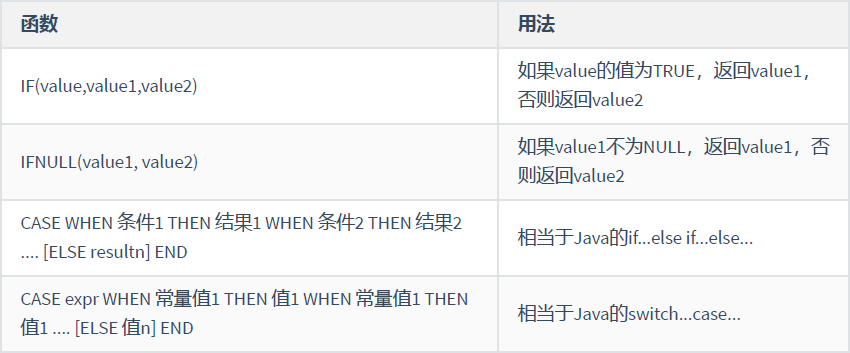 函数
用法
IF(value,value1,value2)
如果value的值为TRUE，返回value1，
否则返回value2
IFNULL(value1, value2)
如果value1不为NULL，返回value1，否
则返回value2
CASE WHEN 条件1 THEN 结果1 WHEN 条件2 THEN 结果2
.... [ELSE resultn] END
相当于Java的if...else if...else...
CASE expr WHEN 常量值1 THEN 值1 WHEN 常量值1 THEN
值1 .... [ELSE 值n] END
相当于Java的switch...case...